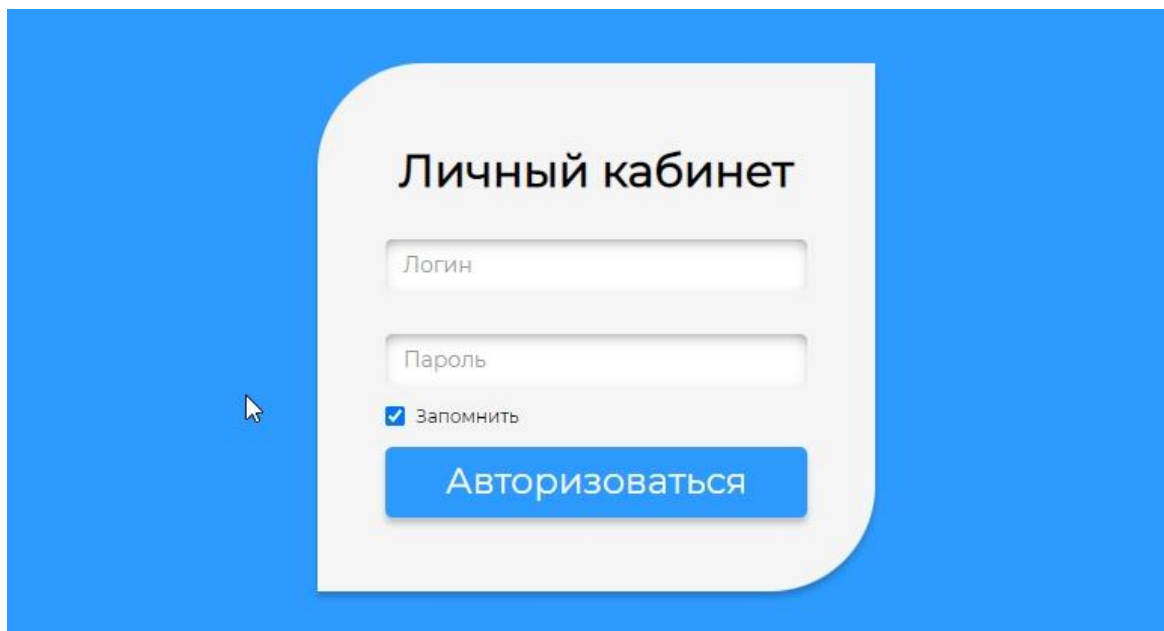 Личный кабинет
Логин
Пароль
Запомнить
Авторизоваться